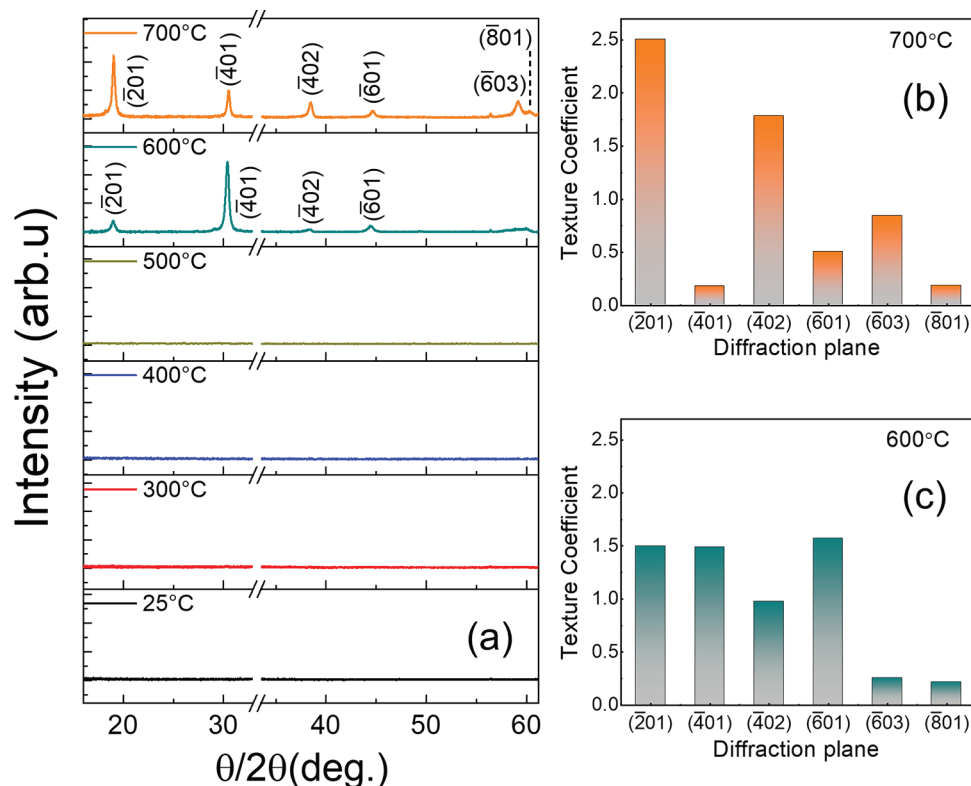 Intensity (arb.u)
700°C
(2̅01)
(4̅01)
(4̅02)
(6̅01)
(6̅03)
(8̅01)
600°C
(2̅01)
(4̅01)
(4̅02)
(6̅01)
500°C
400°C
300°C
25°C
(a)
20 30 40 50 60
θ/2θ(deg.)
700°C
(b)
Texture Coefficient
2.5
2.0
1.5
1.0
0.5
0.0
(2̅01) (4̅01) (4̅02) (6̅01) (6̅03) (8̅01)
Diffraction plane
600°C
(c)
Texture Coefficient
2.5
2.0
1.5
1.0
0.5
0.0
(2̅01) (4̅01) (4̅02) (6̅01) (6̅03) (8̅01)
Diffraction plane